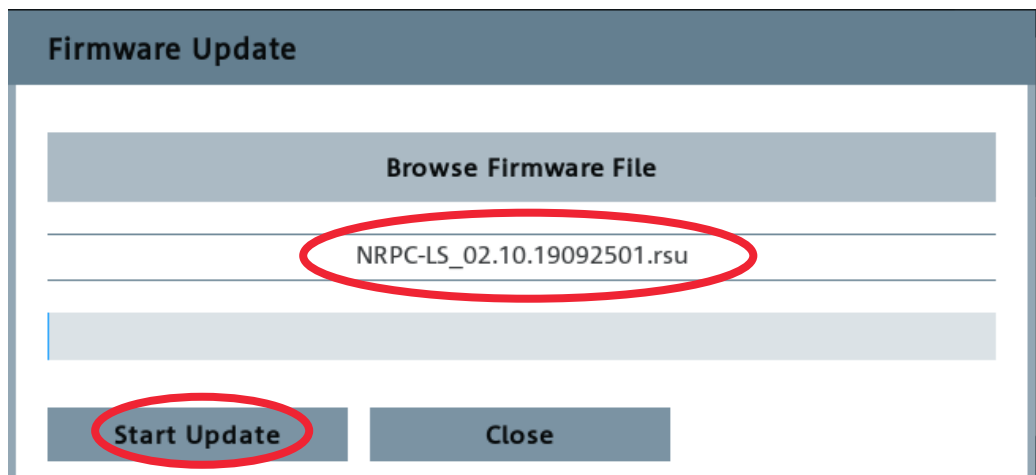 Firmware Update
Browse Firmware File
NRPC-LS_02.10.19092501.rsu
Start Update Close